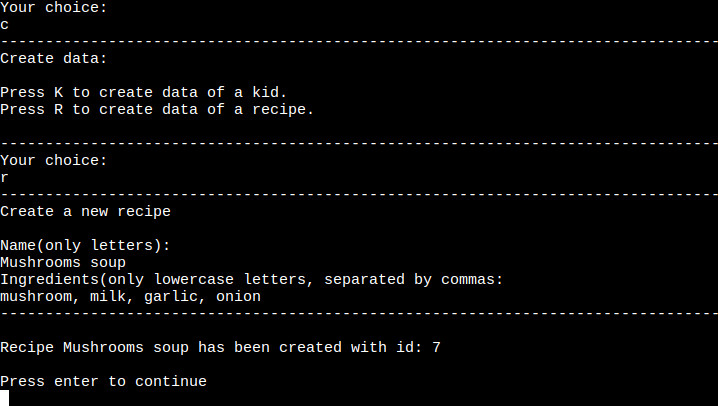 Your choice:
c
--------------------------------------------------------------------------------
Create data:
Press K to create data of a kid.
Press R to create data of a recipe.
--------------------------------------------------------------------------------
Your choice:
r
--------------------------------------------------------------------------------
Create a new recipe
Name(only letters):
Mushrooms soup
Ingredients(only lowercase letters, separated by commas:
mushroom, milk, garlic, onion
--------------------------------------------------------------------------------
Recipe Mushrooms soup has been created with id: 7
Press enter to continue